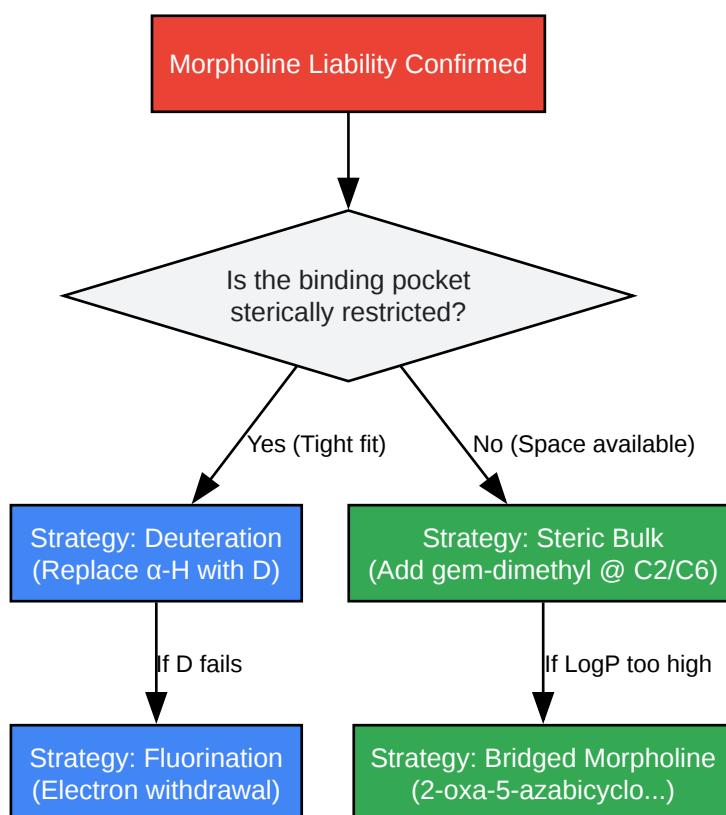 Morpholine Liability Confirmed
Is the binding pocket
sterically restricted?
Yes (Tight fit)
No (Space available)
Strategy: Deuteration
(Replace α-H with D)
Strategy: Steric Bulk
(Add gem-dimethyl @ C2/C6)
If D fails
If LogP too high
Strategy: Fluorination
(Electron withdrawal)
Strategy: Bridged Morpholine
(2-oxa-5-azabicyclo...)